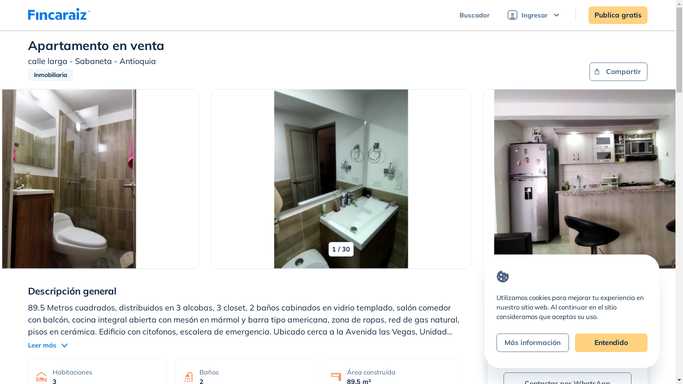 Fincaraiz
Buscador
Ingresar
Publica gratis
Apartamento en venta
calle larga - Sabaneta - Antioquia
Inmobiliaria
Compartir
1 / 30
Descripción general
89.5 Metros cuadrados, distribuidos en 3 alcobas, 3 closet, 2 baños cabinados en vidrio templado, salón comedor
con balcón, cocina integral abierta con mesón en mármol y barra tipo americana, zona de ropas, red de gas natural,
pisos en cerámica. Edificio con citofonos, escalera de emergencia. Ubicado cerca a la Avenida las Vegas, Unidad...
Leer más
Habitaciones
3
Baños
2
Área construida
89.5 m²
Utilizamos cookies para mejorar tu experiencia en
nuestro sitio web. Al continuar en el sitio
consideramos que aceptas su uso.
Más información
Entendido
Contactar por WhatsApp